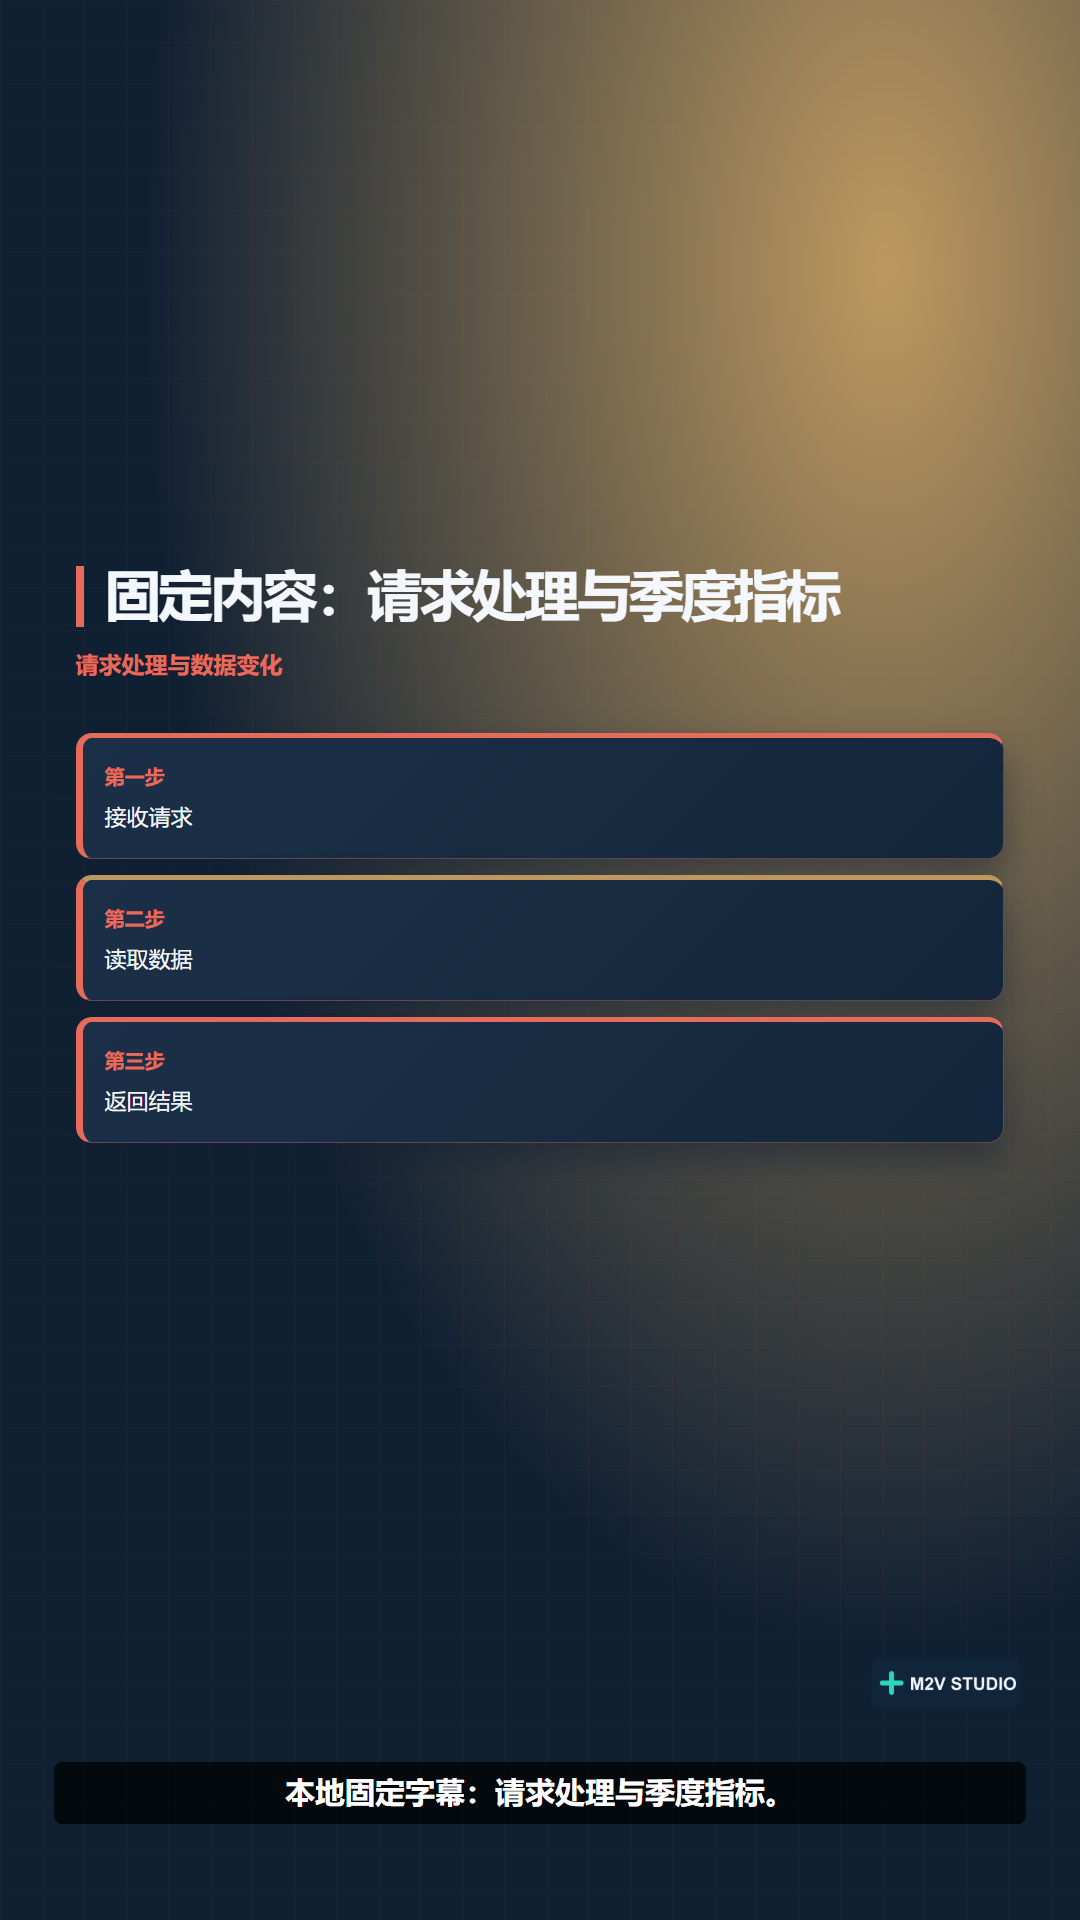 固定内容：请求处理与季度指标
请求处理与数据变化
第一步
接收请求
第二步
读取数据
第三步
返回结果
M2V STUDIO
本地固定字幕：请求处理与季度指标。